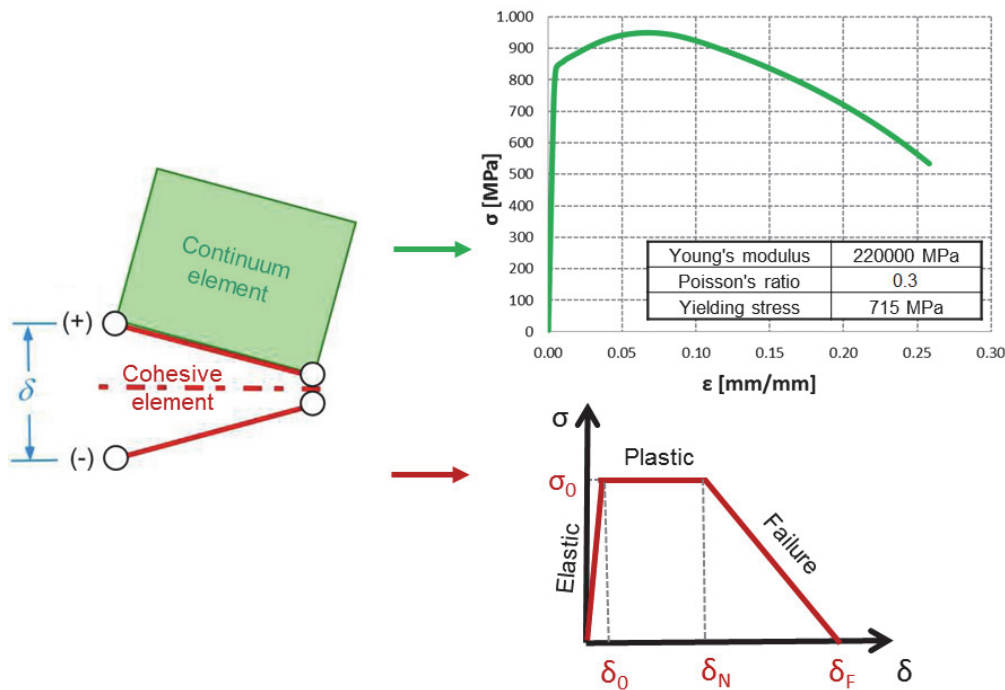 Continuum
element
(+)
Cohesive
element
δ
(-)
σ [MPa]
1.000
900
800
700
600
500
400
300
200
100
0
0.00 0.05 0.10 0.15 0.20 0.25 0.30
ε [mm/mm]
Young's modulus 220000 MPa
Poisson's ratio 0.3
Yielding stress 715 MPa
σ
Plastic
σ0
Elastic
Failure
δ0 δN δF δ